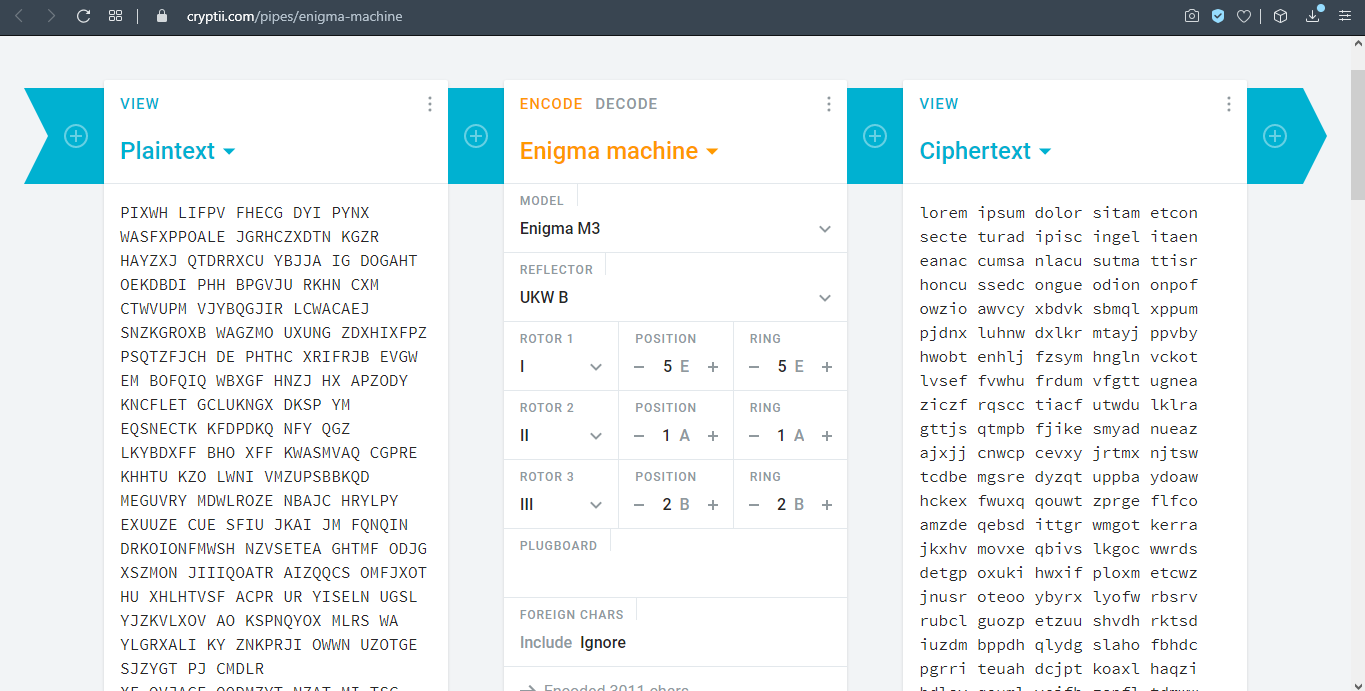 cryptii.com/pipes/enigma-machine
VIEW
Plaintext
PIXWH LIFPV FHECG DYI PYNX
WASFXPPOALE JGRHCZXDTN KGZR
HAYZXJ QTDRRXCU YBJJA IG DOGAHT
OEKDBDI PHH BPGVJU RKHN CXM
CTWVUPM VJYBQGJIR LCWACAEJ
SNZKGROXB WAGZMO UXUNG ZDXHIXFPZ
PSQTZFJCH DE PHTHC XRIFRJB EVGW
EM BOFQIQ WBXGF HNZJ HX APZODY
KNCFLET GCLUKNGX DKSP YM
EQSNECTK KFDPDKQ NFY QGZ
LKYBDXFF BHO XFF KWASMVAQ CGPRE
KHHTU KZO LWNI VMZUPSBBKQD
MEGUVRY MDWLROZE NBAJC HRYLPY
EXUUZE CUE SFIU JKAI JM FQNQIN
DRKOIONFMWSH NZVSETEA GHTMF ODJG
XSZMON JIIIQOATR AIZQQCS OMFJXOT
HU XHLHTVSF ACPR UR YISELN UGSL
YJZKVLXOV AO KSPNQYOX MLRS WA
YLGRXALI KY ZNKPRJI OWWN UZOTGE
SJZYGT PJ CMDLR
ENCODE DECODE
Enigma machine
MODEL
Enigma M3
REFLECTOR
UKW B
ROTOR 1 POSITION RING
I 5 E 5 E
ROTOR 2 POSITION RING
II 1 A 1 A
ROTOR 3 POSITION RING
III 2 B 2 B
PLUGBOARD
FOREIGN CHARS
Include Ignore
Encoded 3011 chars
VIEW
Ciphertext
lorem ipsum dolor sitam etcon
secte turad ipisc ingel itaen
eanac cumsa nlacu sutma ttisr
honcu ssedc ongue odion onpof
owzio awvcy xbdvk sbmql xppum
pjdnx luhnw dxlkr mtayj ppvby
hwobt enhlj fzsym hngln vckot
lvsef fvwhu frdum vfgtt ugnea
ziczf rqscc tiacf utwdu lklra
gttjs qtmpb fjike smyad nueaz
ajxjj cnwcp cevxy jrtmx njtsw
tcdbe mgsre dyzqt uppba ydoaw
hckex fwuxq qouwt zprge flfco
amzde qebsd ittgr wmgot kerra
jkxhv movxe qbivs lkgoc wwrds
detgp oxuki hwxif ploxm etcwz
jnusr oteoo ybyrx lyofw rbsrv
rubcl guozp etzuu shvdh rktsd
iuzdm bppdh qlydg slaho fbhdc
pgrri teuah dcjpt koaxl haqzi